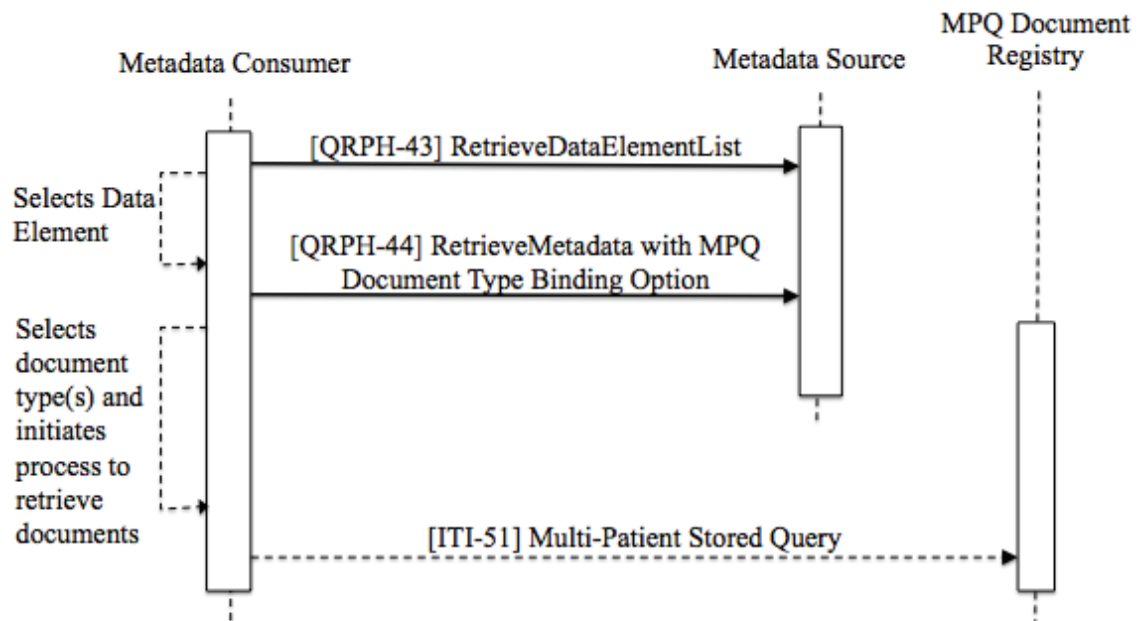 MPQ Document
Registry
Metadata Consumer
Metadata Source
[QRPH-43] RetrieveDataElementList
Selects Data
Element
[QRPH-44] RetrieveMetadata with MPQ
Document Type Binding Option
Selects
document
type(s) and
initiates
process to
retrieve
documents
[ITI-51] Multi-Patient Stored Query